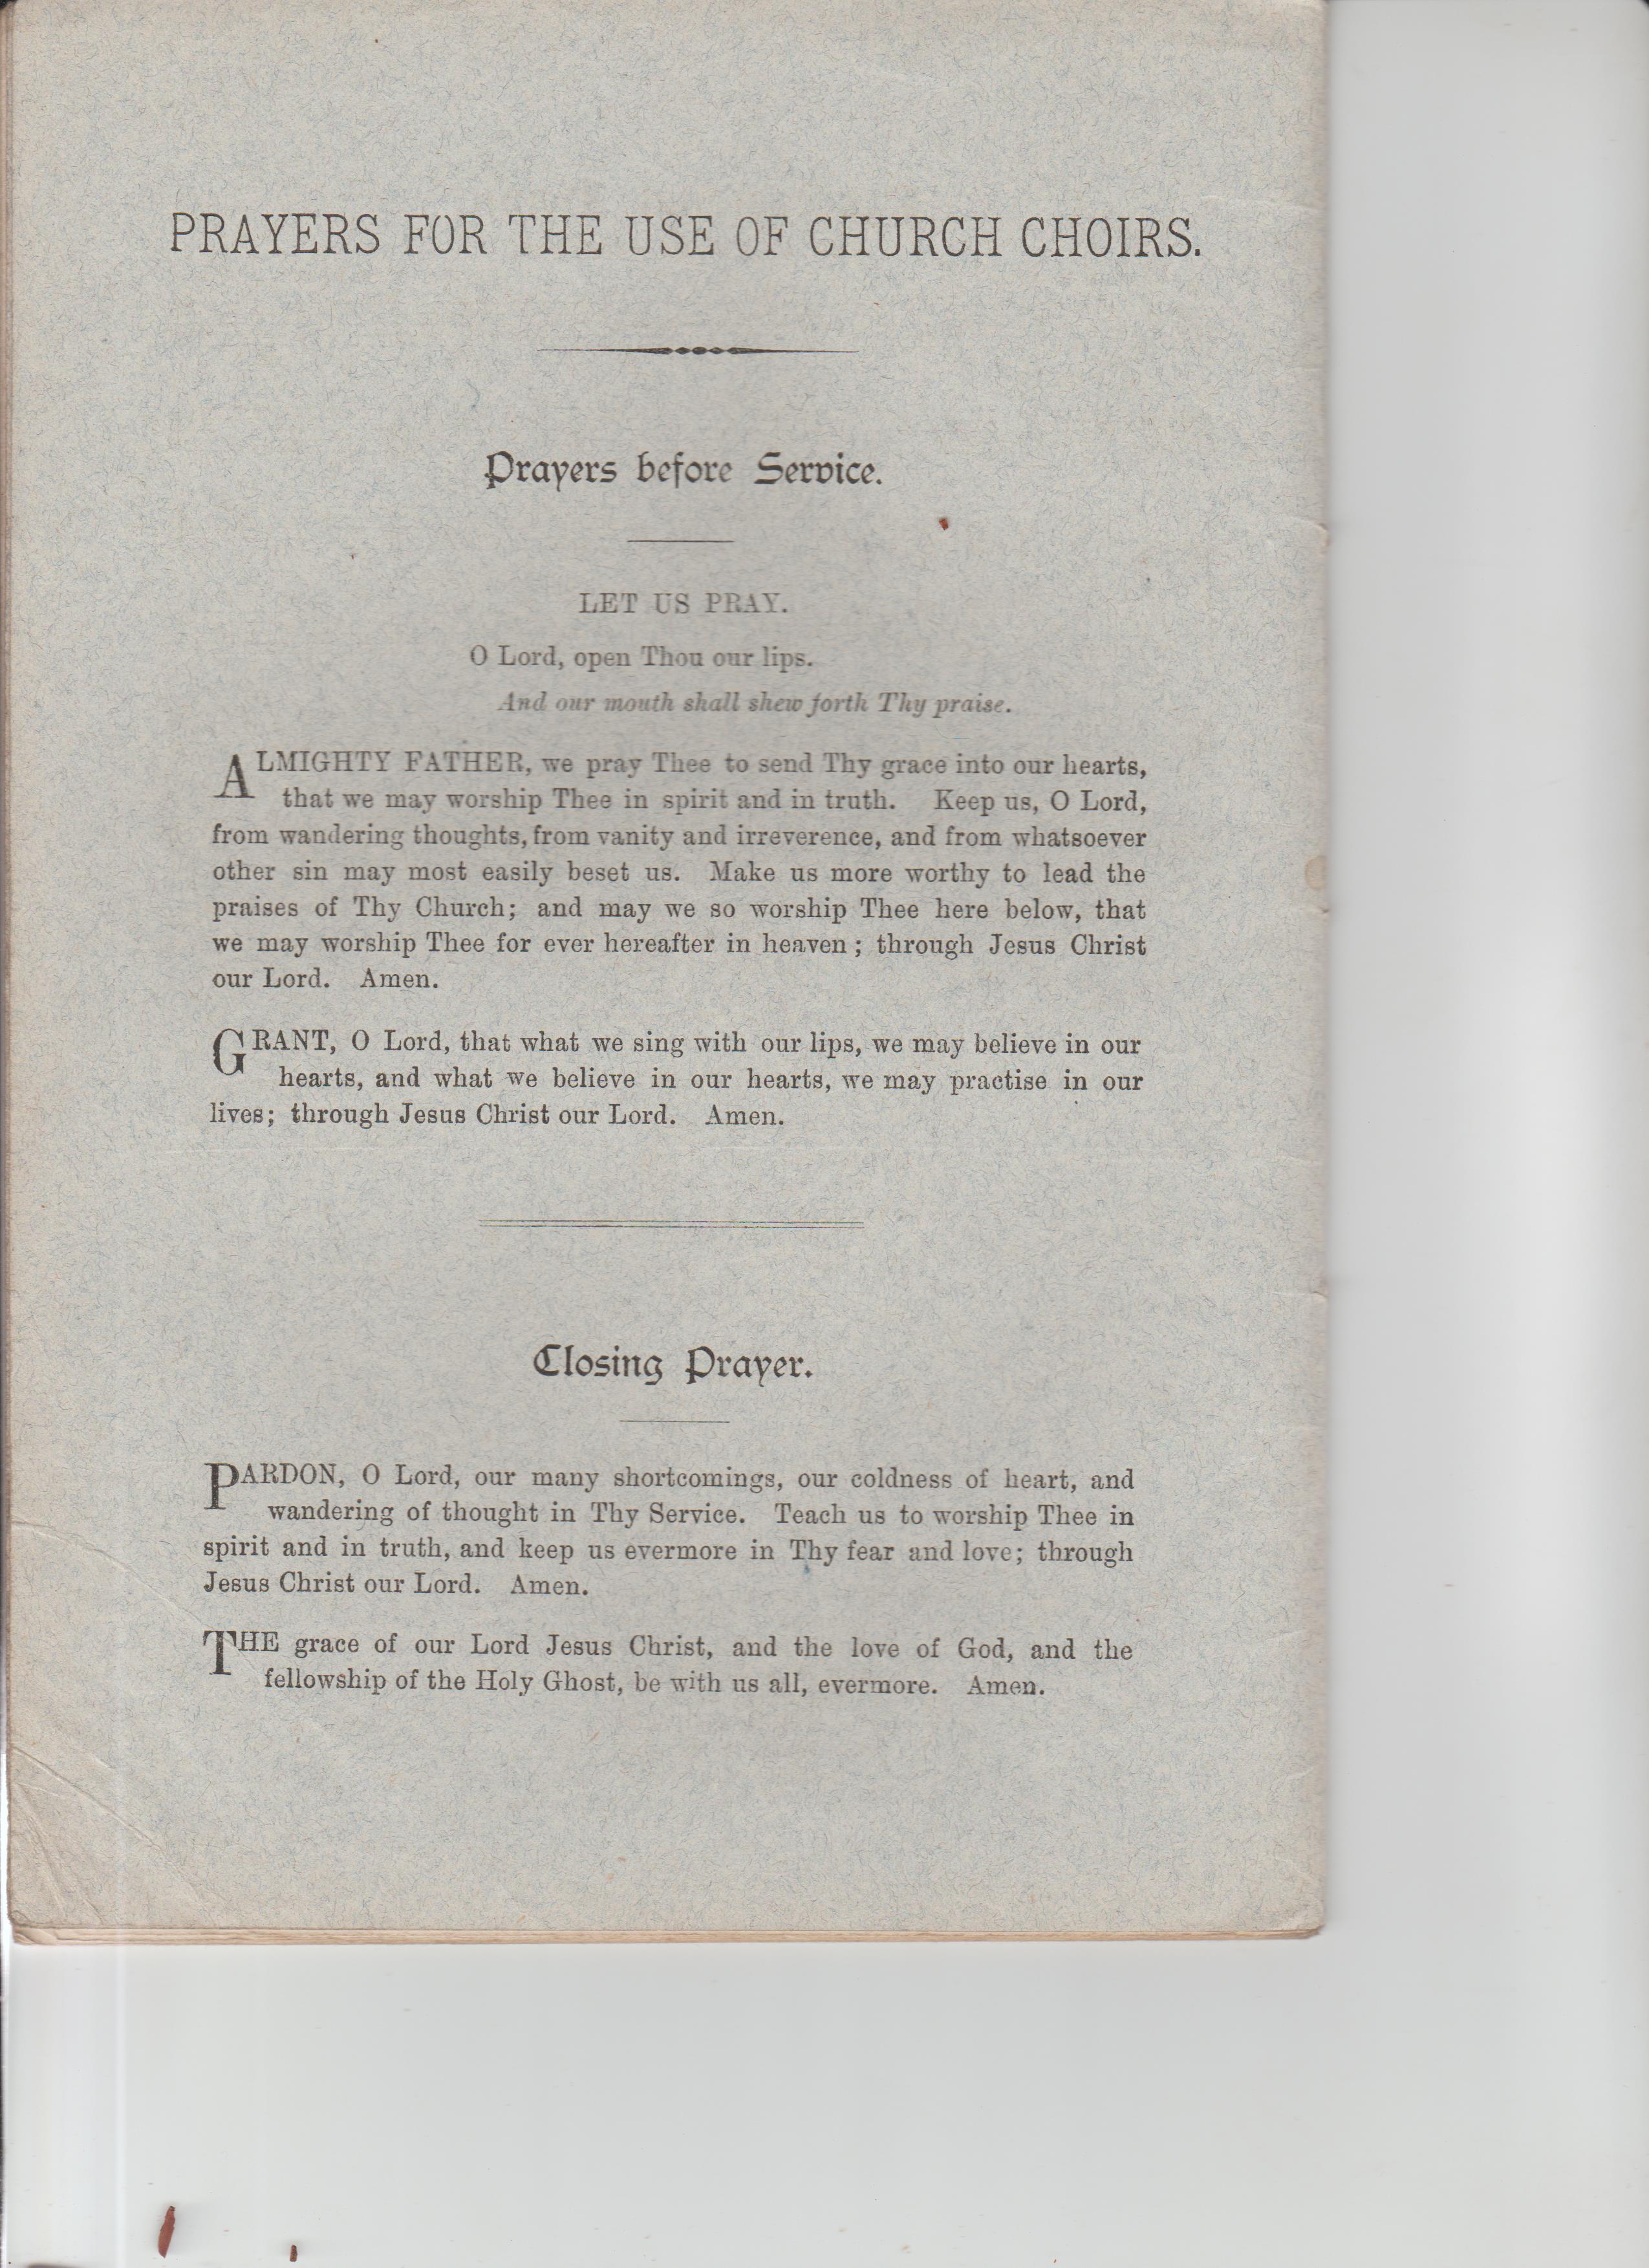 PRAYERS FOR THE USE OF CHURCH CHOIRS.
Prayers before Service.
LET US PRAY.
O Lord, open Thou our lips.
And our mouth shall shew forth Thy praise.
ALMIGHTY FATHER, we pray Thee to send Thy grace into our hearts,
that we may worship Thee in spirit and in truth. Keep us, O Lord,
from wandering thoughts, from vanity and irreverence, and from whatsoever
other sin may most easily beset us. Make us more worthy to lead the
praises of Thy Church; and may we so worship Thee here below, that
we may worship Thee for ever hereafter in heaven; through Jesus Christ
our Lord. Amen.
GRANT, O Lord, that what we sing with our lips, we may believe in our
hearts, and what we believe in our hearts, we may practise in our
lives; through Jesus Christ our Lord. Amen.
Closing Prayer.
PARDON, O Lord, our many shortcomings, our coldness of heart, and
wandering of thought in Thy Service. Teach us to worship Thee in
spirit and in truth, and keep us evermore in Thy fear and love; through
Jesus Christ our Lord. Amen.
THE grace of our Lord Jesus Christ, and the love of God, and the
fellowship of the Holy Ghost, be with us all, evermore. Amen.